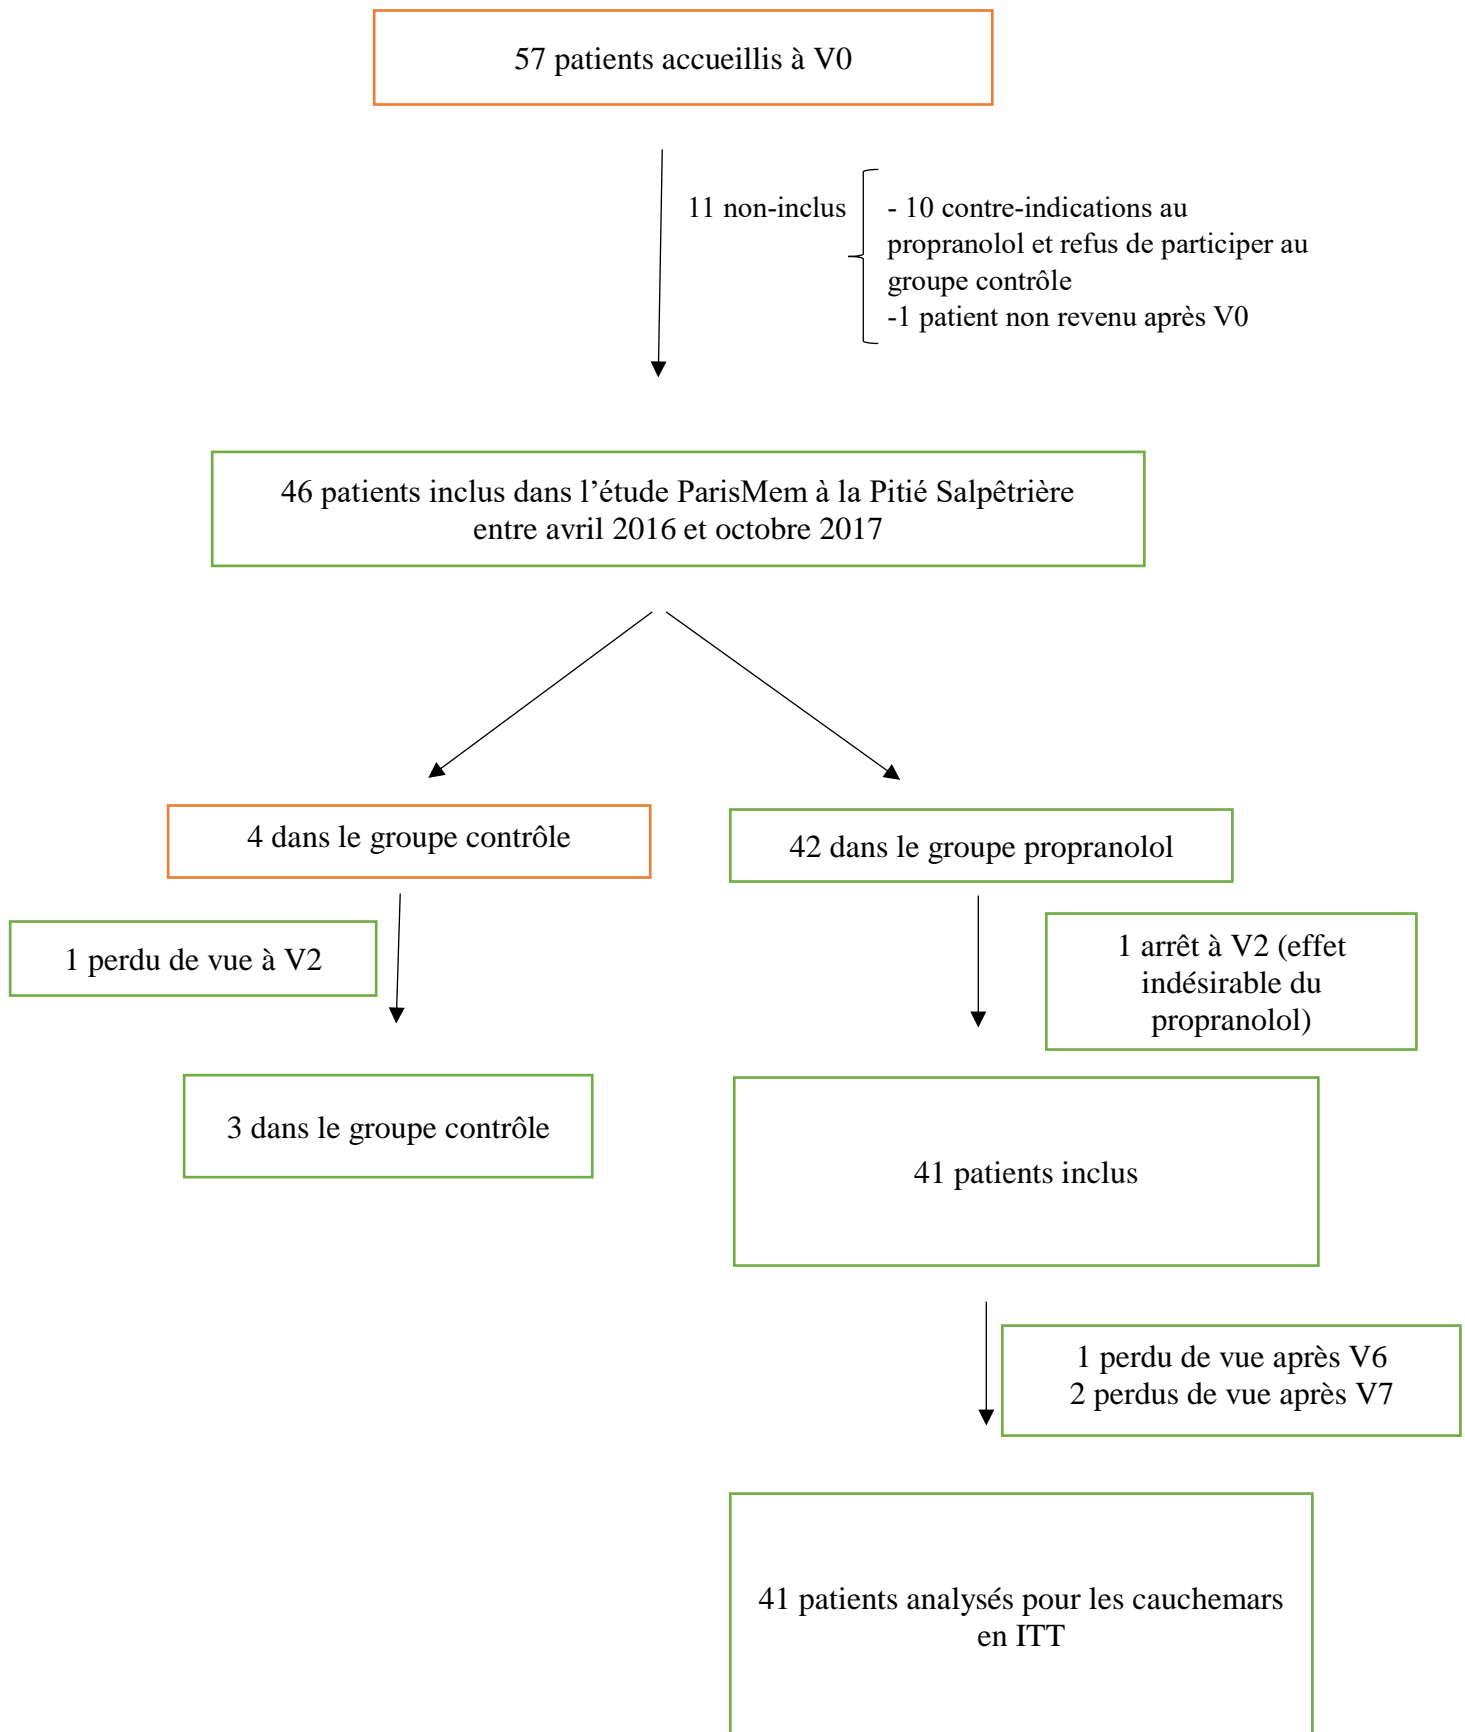 57 patients accueillis à V0
11 non-inclus
- 10 contre-indications au
propranolol et refus de participer au
groupe contrôle
-1 patient non revenu après V0
46 patients inclus dans l’étude ParisMem à la Pitié Salpêtrière
entre avril 2016 et octobre 2017
4 dans le groupe contrôle
42 dans le groupe propranolol
1 perdu de vue à V2
1 arrêt à V2 (effet
indésirable du
propranolol)
3 dans le groupe contrôle
41 patients inclus
1 perdu de vue après V6
2 perdus de vue après V7
41 patients analysés pour les cauchemars
en ITT